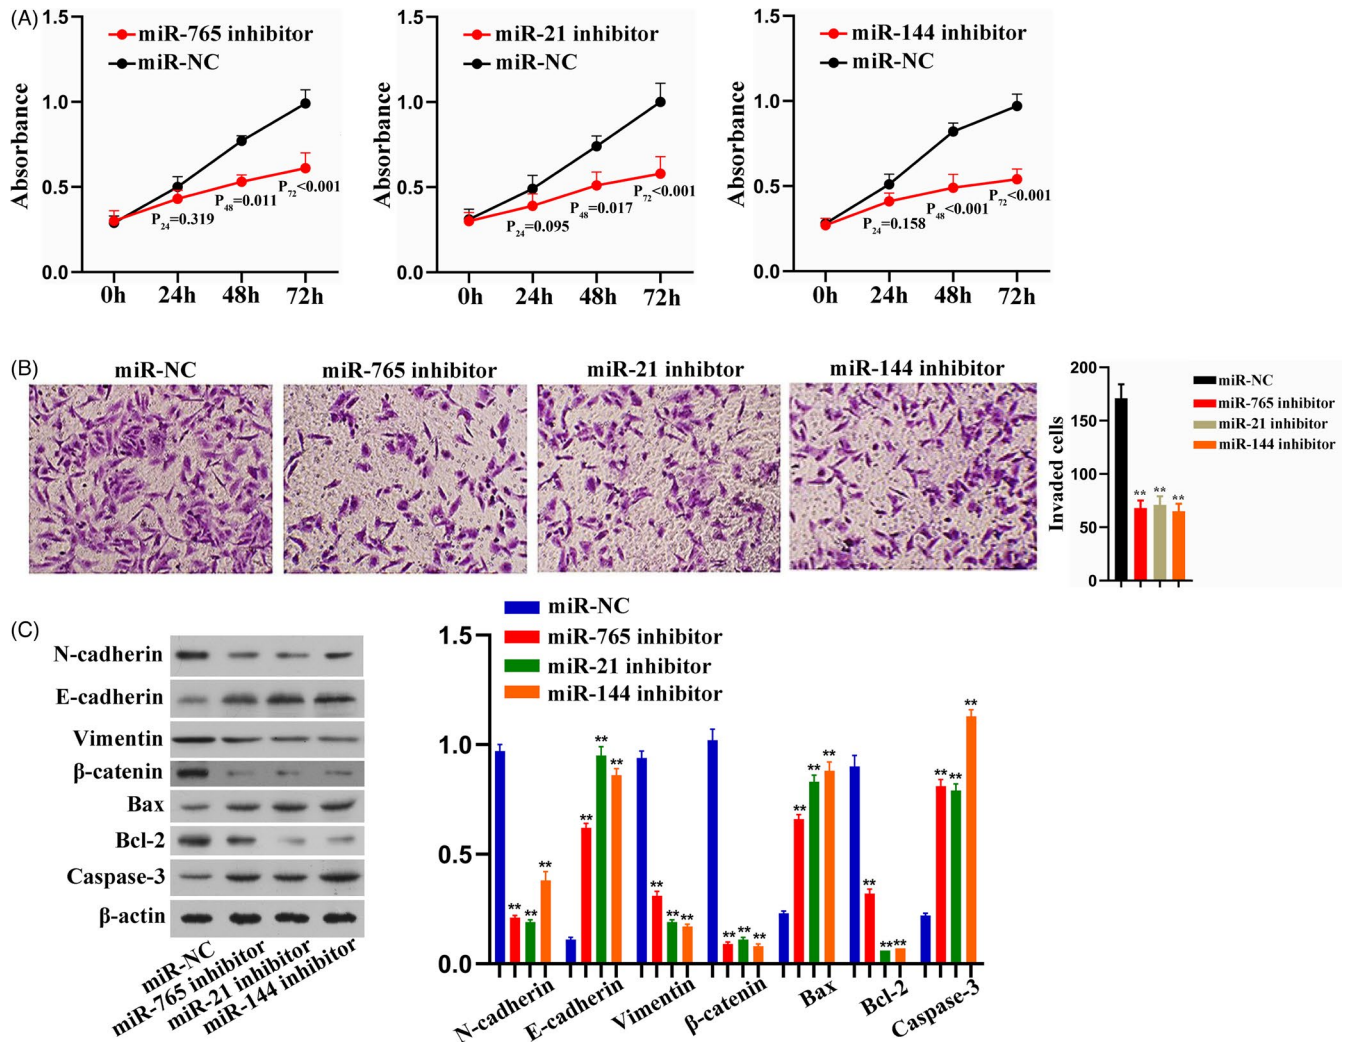 (A)
1.5
1.0
0.5
0.0
Absorbance
miR-765 inhibitor
miR-NC
P24=0.319
P48=0.011
P72<0.001
0h 24h 48h 72h
1.5
1.0
0.5
0.0
Absorbance
miR-21 inhibitor
miR-NC
P24=0.095
P48=0.017
P72<0.001
0h 24h 48h 72h
1.5
1.0
0.5
0.0
Absorbance
miR-144 inhibitor
miR-NC
P24=0.158
P48<0.001
P72<0.001
0h 24h 48h 72h
(B)
miR-NC
miR-765 inhibitor
miR-21 inhibtor
miR-144 inhibitor
200
150
100
50
0
Invaded cells
** ** **
miR-NC
miR-765 inhibitor
miR-21 inhibitor
miR-144 inhibitor
(C)
N-cadherin
E-cadherin
Vimentin
β-catenin
Bax
Bcl-2
Caspase-3
β-actin
miR-NC
miR-765 inhibitor
miR-21 inhibitor
miR-144 inhibitor
miR-NC
miR-765 inhibitor
miR-21 inhibitor
miR-144 inhibitor
1.5
1.0
0.5
0.0
** ** **
** ** **
** ** **
** ** **
** ** **
** ** **
** ** **
N-cadherin
E-cadherin
Vimentin
β-catenin
Bax
Bcl-2
Caspase-3